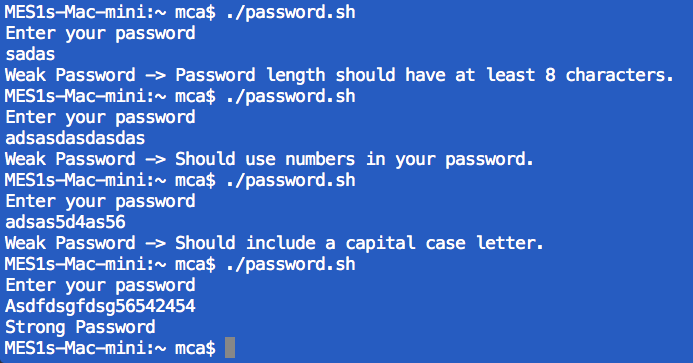 MES1s-Mac-mini:~ mca$ ./password.sh
Enter your password
sadas
Weak Password -> Password length should have at least 8 characters.
MES1s-Mac-mini:~ mca$ ./password.sh
Enter your password
adsasdasdasdas
Weak Password -> Should use numbers in your password.
MES1s-Mac-mini:~ mca$ ./password.sh
Enter your password
adsas5d4as56
Weak Password -> Should include a capital case letter.
MES1s-Mac-mini:~ mca$ ./password.sh
Enter your password
Asdfdsgfdsg56542454
Strong Password
MES1s-Mac-mini:~ mca$